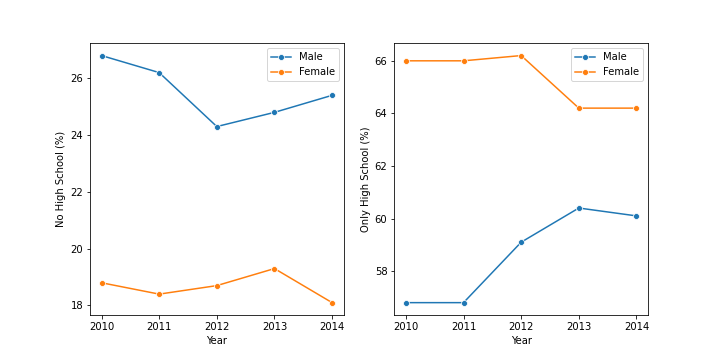 Male
Female
26
24
22
20
18
No High School (%)
2010 2011 2012 2013 2014
Year
Male
Female
66
64
62
60
58
Only High School (%)
2010 2011 2012 2013 2014
Year